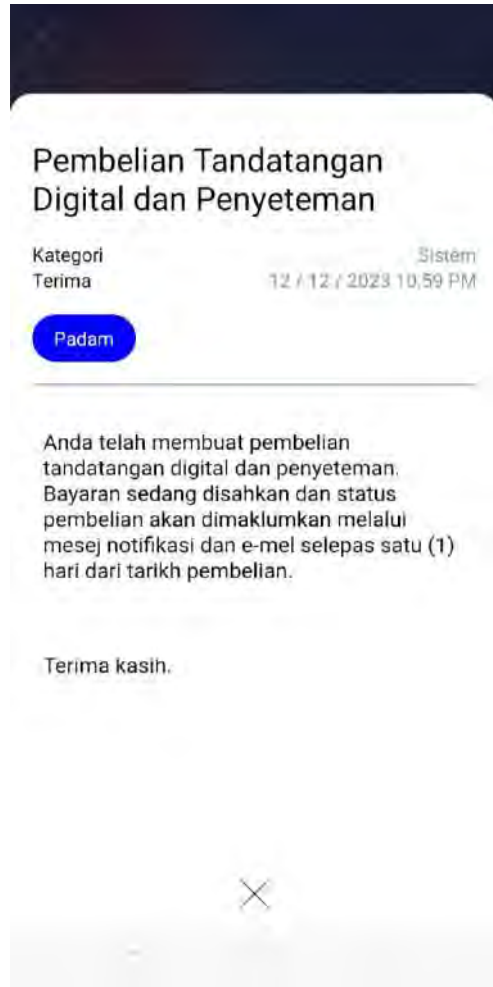 Pembelian Tandatangan
Digital dan Penyeteman
Kategori Sistem
Terima 12 / 12 / 2023 10.59 PM
Padam
Anda telah membuat pembelian
tandatangan digital dan penyeteman.
Bayaran sedang disahkan dan status
pembelian akan dimaklumkan melalui
mesej notifikasi dan e-mel selepas satu (1)
hari dari tarikh pembelian.
Terima kasih.